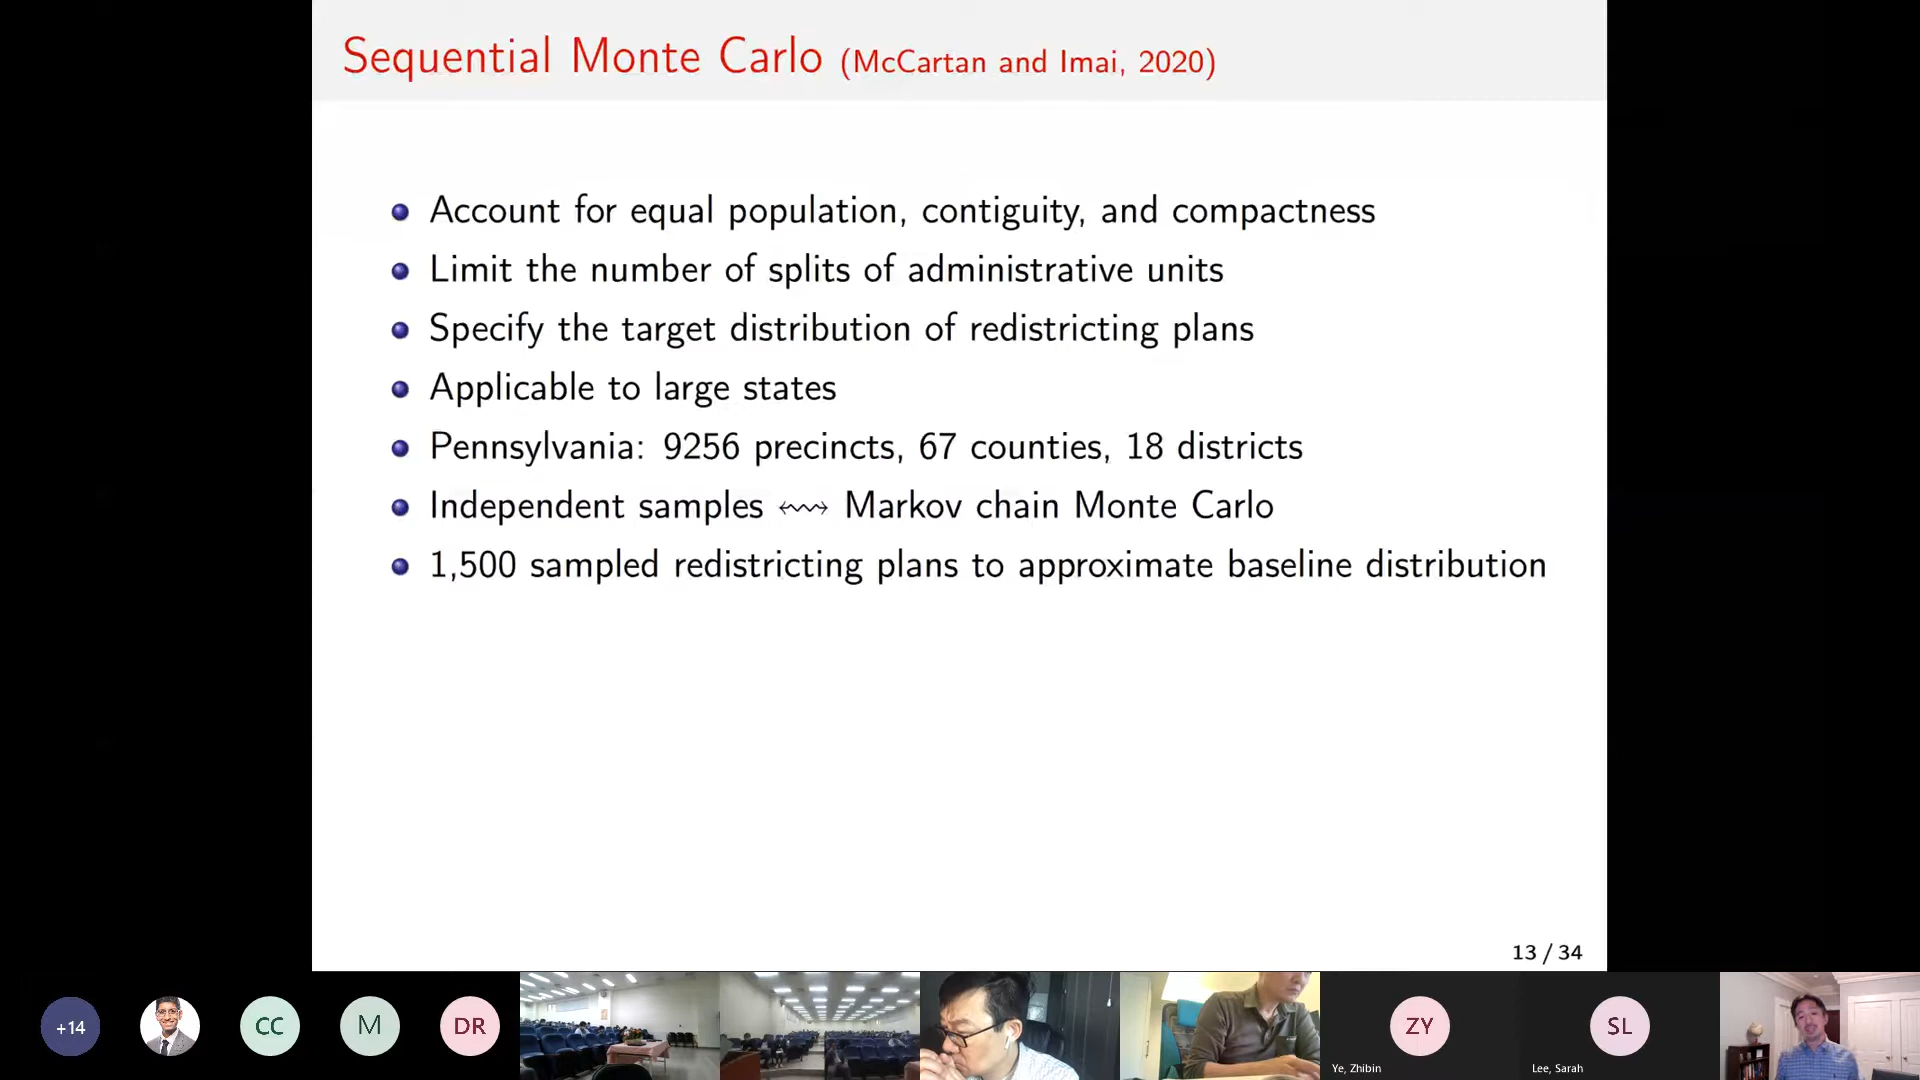 Sequential Monte Carlo (McCartan and Imai, 2020)
Account for equal population, contiguity, and compactness
Limit the number of splits of administrative units
Specify the target distribution of redistricting plans
Applicable to large states
Pennsylvania: 9256 precincts, 67 counties, 18 districts
Independent samples ↭ Markov chain Monte Carlo
1,500 sampled redistricting plans to approximate baseline distribution
13 / 34
+14
CC
M
DR
ZY
SL
Ye, Zhibin
Lee, Sarah